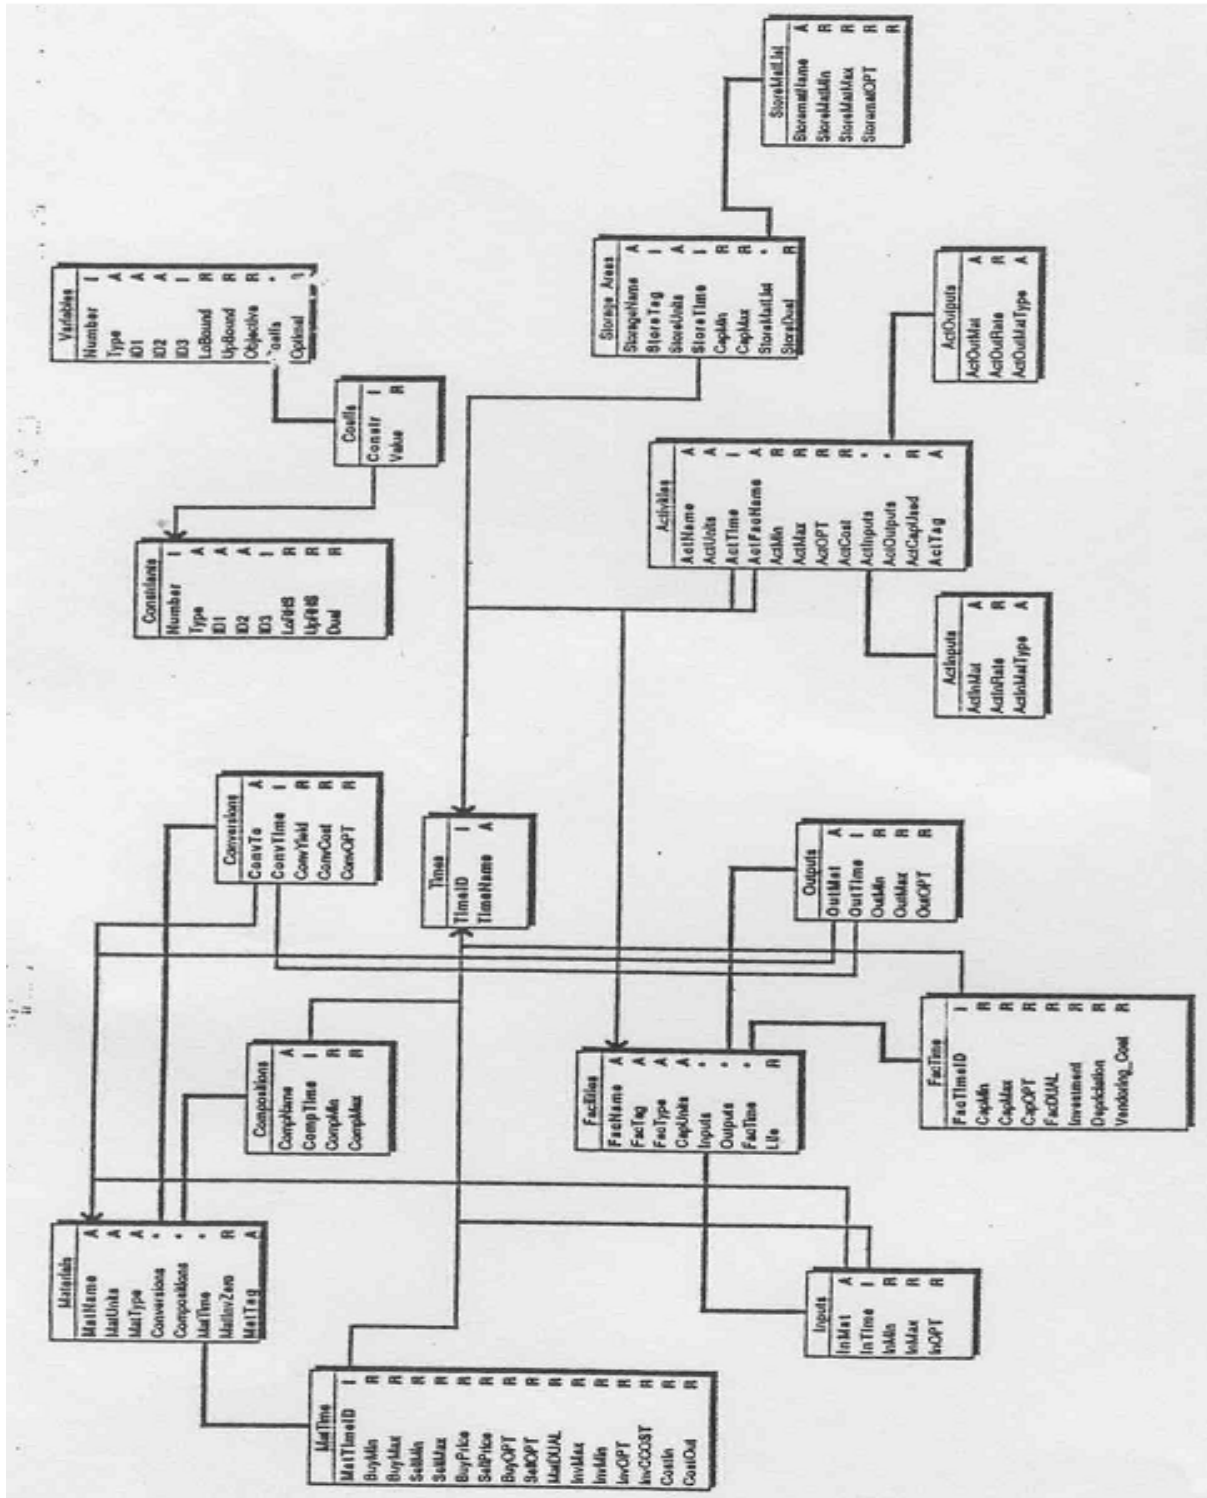 Materials
MatName A
MatUnits A
MatType A
Conversions *
Compositions *
MatTime *
MatInvZero R
MatTag A
MatTime
MatTimeID I
BuyMin R
BuyMax R
SellMin R
SellMax R
BuyPrice R
SellPrice R
BuyOPT R
SellOPT R
MatDUAL R
InvMax R
InvMin R
InvOPT R
InvCCOST R
CostIn R
CostOut R
Compositions
CompName A
CompTime I
CompMin R
CompMax R
Conversions
ConvTo A
ConvTime I
ConvYield R
ConvCost R
ConvOPT R
Times
TimeID I
TimeName A
Constriants
Number I
Type A
ID1 A
ID2 A
ID3 I
LoRHS R
UpRHS R
Dual R
Coeffs
Constr I
Value R
Variables
Number I
Type A
ID1 A
ID2 A
ID3 I
LoBound R
UpBound R
Objective R
Coeffs *
Optimal
Inputs
InMat A
InTime I
InMin R
InMax R
InOPT R
Facilities
FacName A
FacTag A
FacType A
CapUnits A
Inputs *
Outputs *
FacTime *
Life R
Outputs
OutMat A
OutTime I
OutMin R
OutMax R
OutOPT R
FacTime
FacTimeID I
CapMin R
CapMax R
CapOPT R
FacDUAL R
Investment R
R
Vendoring_Cost R
Activities
ActName A
ActUnits A
ActTime I
ActFacName A
ActMin R
ActMax R
ActOPT R
ActCost R
ActInputs *
ActOutputs *
ActCapUsed R
ActTag A
ActInputs
ActInMat A
ActInRate R
ActInMatType A
ActOutputs
ActOutMat A
ActOutRate R
ActOutMatType A
Storage Areas
StorageName A
StoreTag I
StoreUnits A
StoreTime I
CapMin R
CapMax R
StoreMatList *
StoreDual R
StoreMatList
StorematName A
StoreMatMin R
StoreMatMax R
StorematOPT R
R